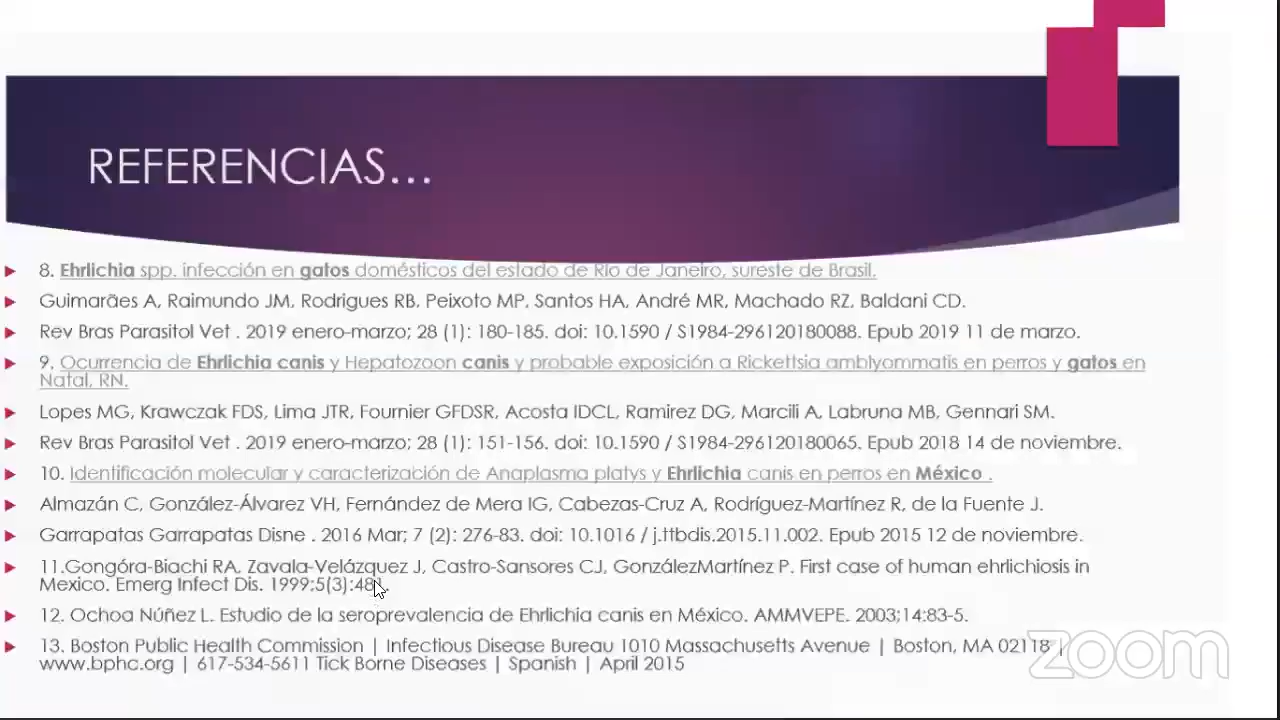 REFERENCIAS...
8. Ehrlichia spp. infección en gatos domésticos del estado de Río de Janeiro, sureste de Brasil.
Guimarães A, Raimundo JM, Rodrigues RB, Peixoto MP, Santos HA, André MR, Machado RZ, Baldani CD.
Rev Bras Parasitol Vet . 2019 enero-marzo; 28 (1): 180-185. doi: 10.1590 / S1984-296120180088. Epub 2019 11 de marzo.
9. Ocurrencia de Ehrlichia canis y Hepatozoon canis y probable exposición a Rickettsia amblyommatis en perros y gatos en
Natal, RN.
Lopes MG, Krawczak FDS, Lima JTR, Fournier GFDSR, Acosta IDCL, Ramirez DG, Marcili A, Labruna MB, Gennari SM.
Rev Bras Parasitol Vet . 2019 enero-marzo; 28 (1): 151-156. doi: 10.1590 / S1984-296120180065. Epub 2018 14 de noviembre.
10. Identificación molecular y caracterización de Anaplasma platys y Ehrlichia canis en perros en México .
Almazán C, González-Álvarez VH, Fernández de Mera IG, Cabezas-Cruz A, Rodríguez-Martínez R, de la Fuente J.
Garrapatas Garrapatas Disne . 2016 Mar; 7 (2): 276-83. doi: 10.1016 / j.ttbdis.2015.11.002. Epub 2015 12 de noviembre.
11.Gongóra-Biachi RA, Zavala-Velázquez J, Castro-Sansores CJ, GonzálezMartínez P. First case of human ehrlichiosis in
Mexico. Emerg Infect Dis. 1999;5(3):481.
12. Ochoa Núñez L. Estudio de la seroprevalencia de Ehrlichia canis en México. AMMVEPE. 2003;14:83-5.
13. Boston Public Health Commission | Infectious Disease Bureau 1010 Massachusetts Avenue | Boston, MA 02118 |
www.bphc.org | 617-534-5611 Tick Borne Diseases | Spanish | April 2015
zoom